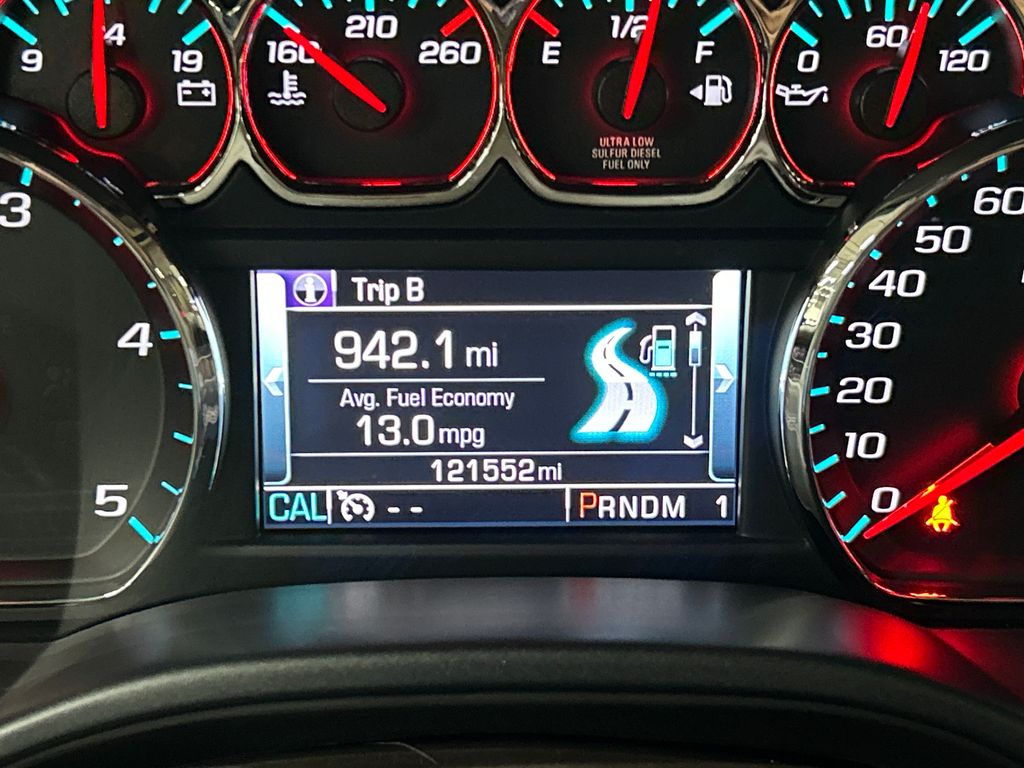 9 14 19
160 210 260
E 1/2 F
0 60 120
ULTRA LOW
SULFUR DIESEL
FUEL ONLY
3
4
5
Trip B
942.1 mi
Avg. Fuel Economy
13.0 mpg
121552 mi
CAL -- PRNDM 1
60
50
40
30
20
10
0